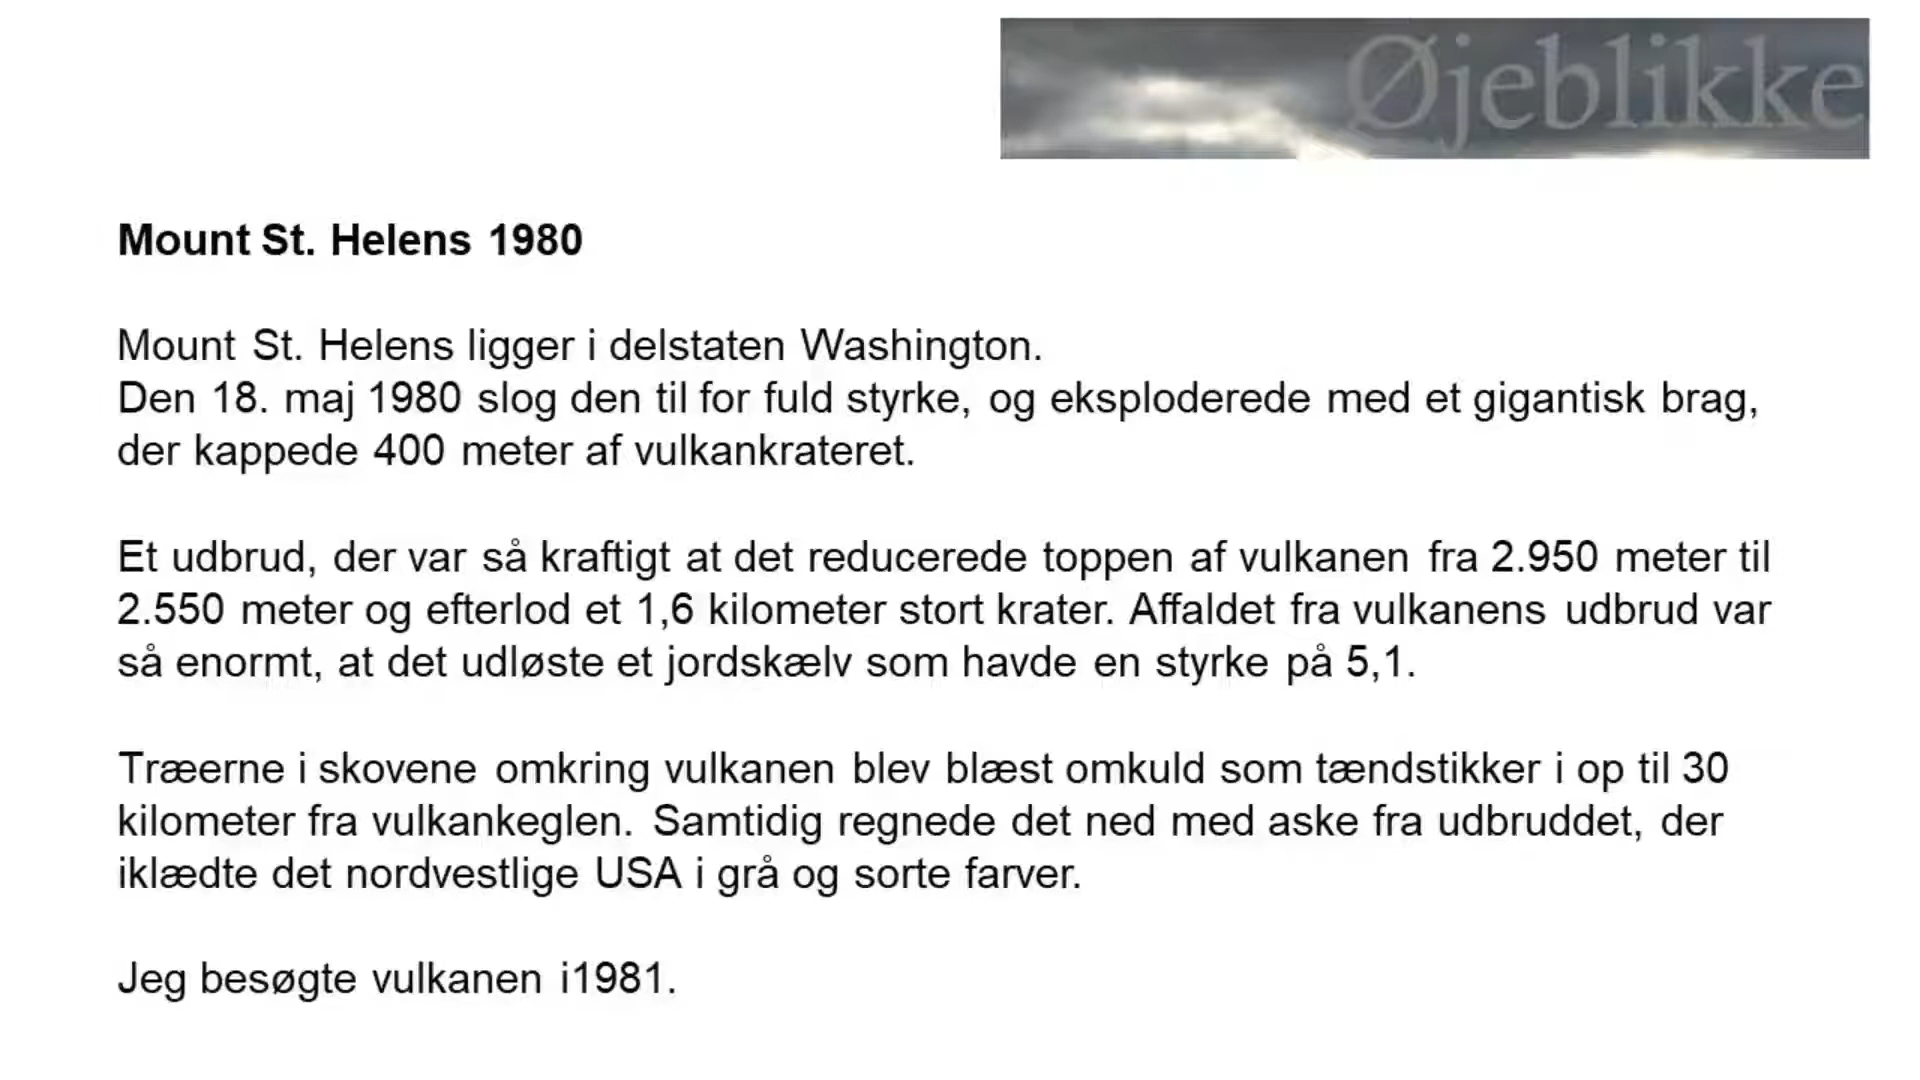 Øjeblikke
Mount St. Helens 1980
Mount St. Helens ligger i delstaten Washington.
Den 18. maj 1980 slog den til for fuld styrke, og eksploderede med et gigantisk brag,
der kappede 400 meter af vulkankrateret.
Et udbrud, der var så kraftigt at det reducerede toppen af vulkanen fra 2.950 meter til
2.550 meter og efterlod et 1,6 kilometer stort krater. Affaldet fra vulkanens udbrud var
så enormt, at det udløste et jordskælv som havde en styrke på 5,1.
Træerne i skovene omkring vulkanen blev blæst omkuld som tændstikker i op til 30
kilometer fra vulkankeglen. Samtidig regnede det ned med aske fra udbruddet, der
iklædte det nordvestlige USA i grå og sorte farver.
Jeg besøgte vulkanen i1981.